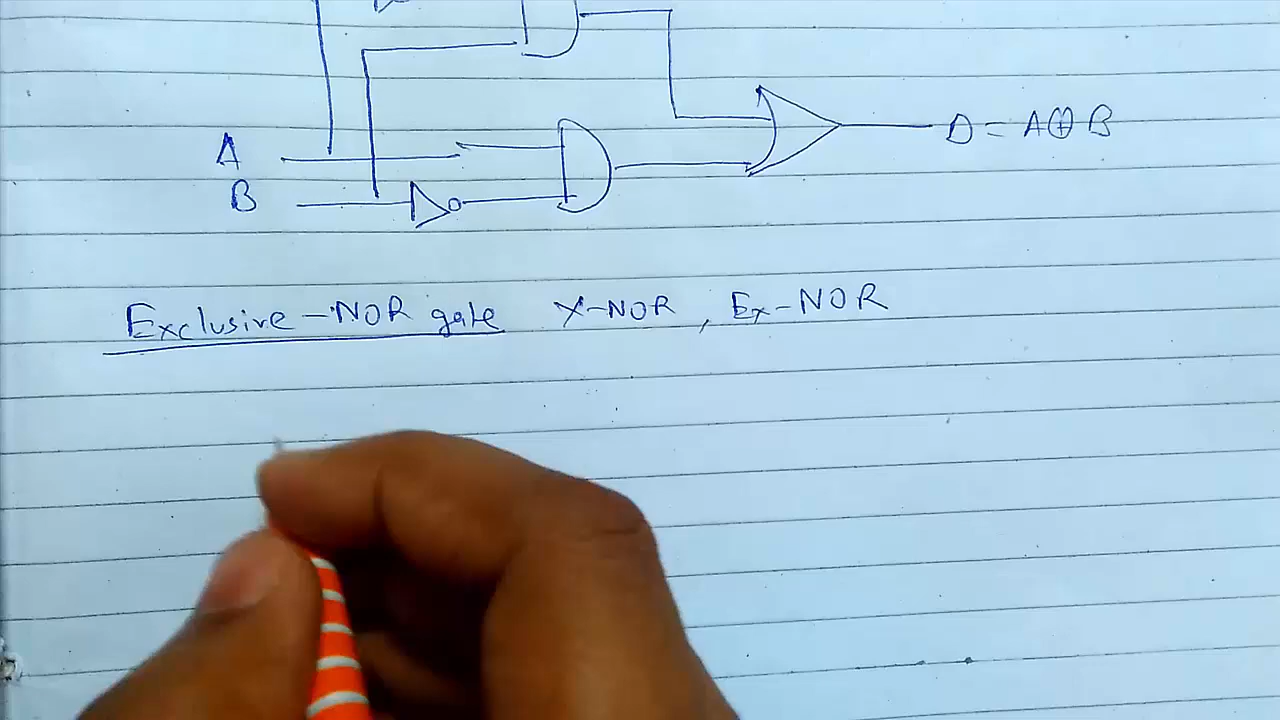 A
B
D = A⊕B
Exclusive-NOR gate X-NOR, Ex-NOR